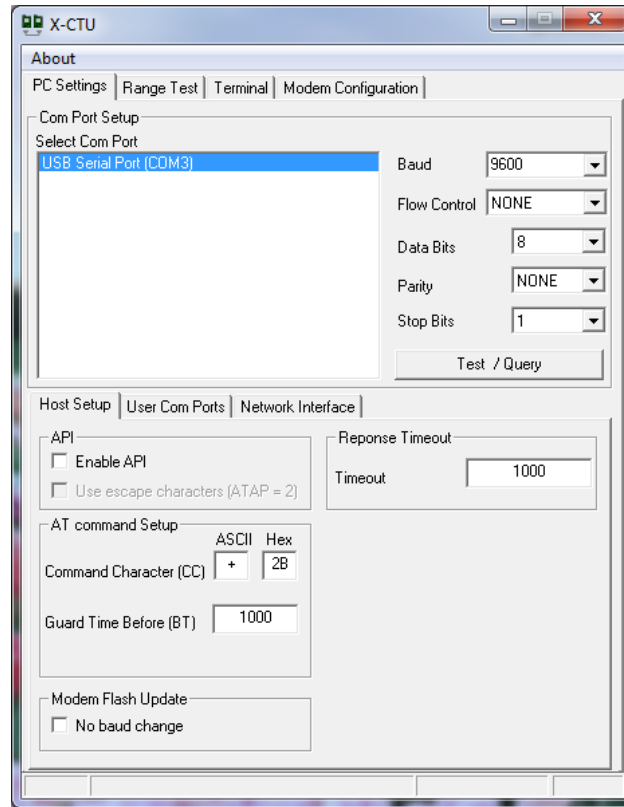 X-CTU
About
PC Settings Range Test Terminal Modem Configuration
Com Port Setup
Select Com Port
USB Serial Port (COM3)
Baud 9600
Flow Control NONE
Data Bits 8
Parity NONE
Stop Bits 1
Test / Query
Host Setup User Com Ports Network Interface
API
Enable API
Use escape characters (ATAP = 2)
Reponse Timeout
Timeout 1000
AT command Setup
ASCII Hex
Command Character (CC) + 2B
Guard Time Before (BT) 1000
Modem Flash Update
No baud change